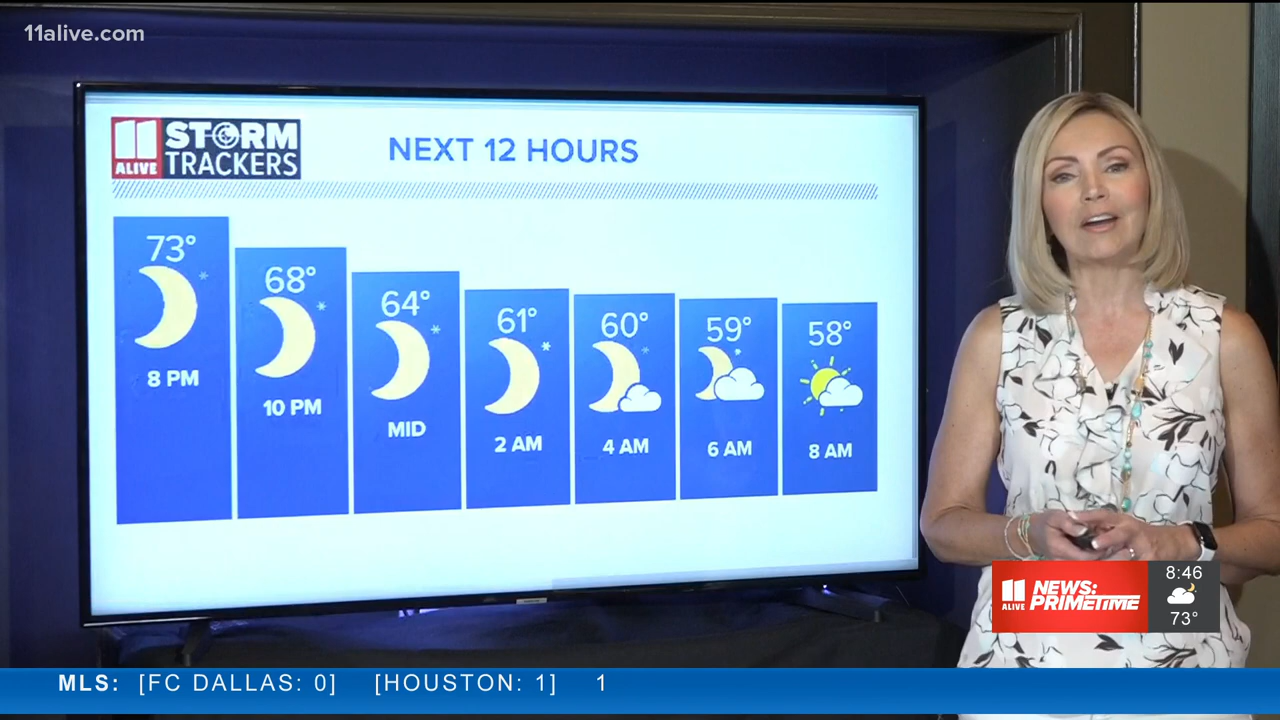 11alive.com
11 ALIVE
STORM TRACKERS
NEXT 12 HOURS
73° 68° 64° 61° 60° 59° 58°
8 PM 10 PM MID 2 AM 4 AM 6 AM 8 AM
11 ALIVE
NEWS:
PRIMETIME
8:46
73°
MLS: [FC DALLAS: 0] [HOUSTON: 1] 1